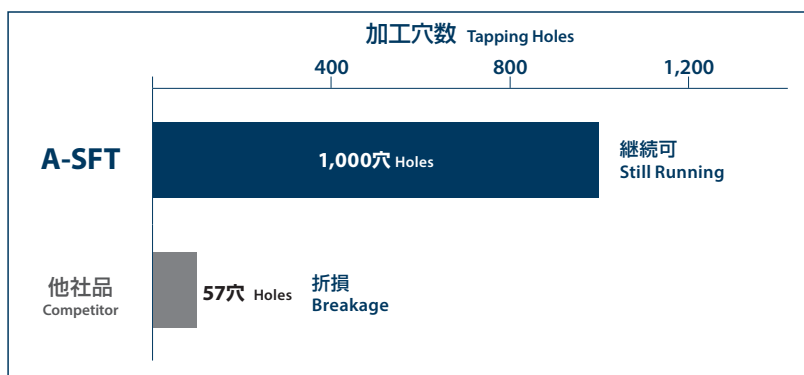 加工穴数 Tapping Holes
400 800 1,200
A-SFT
1,000穴 Holes
継続可
Still Running
他社品
Competitor
57穴 Holes
折損
Breakage